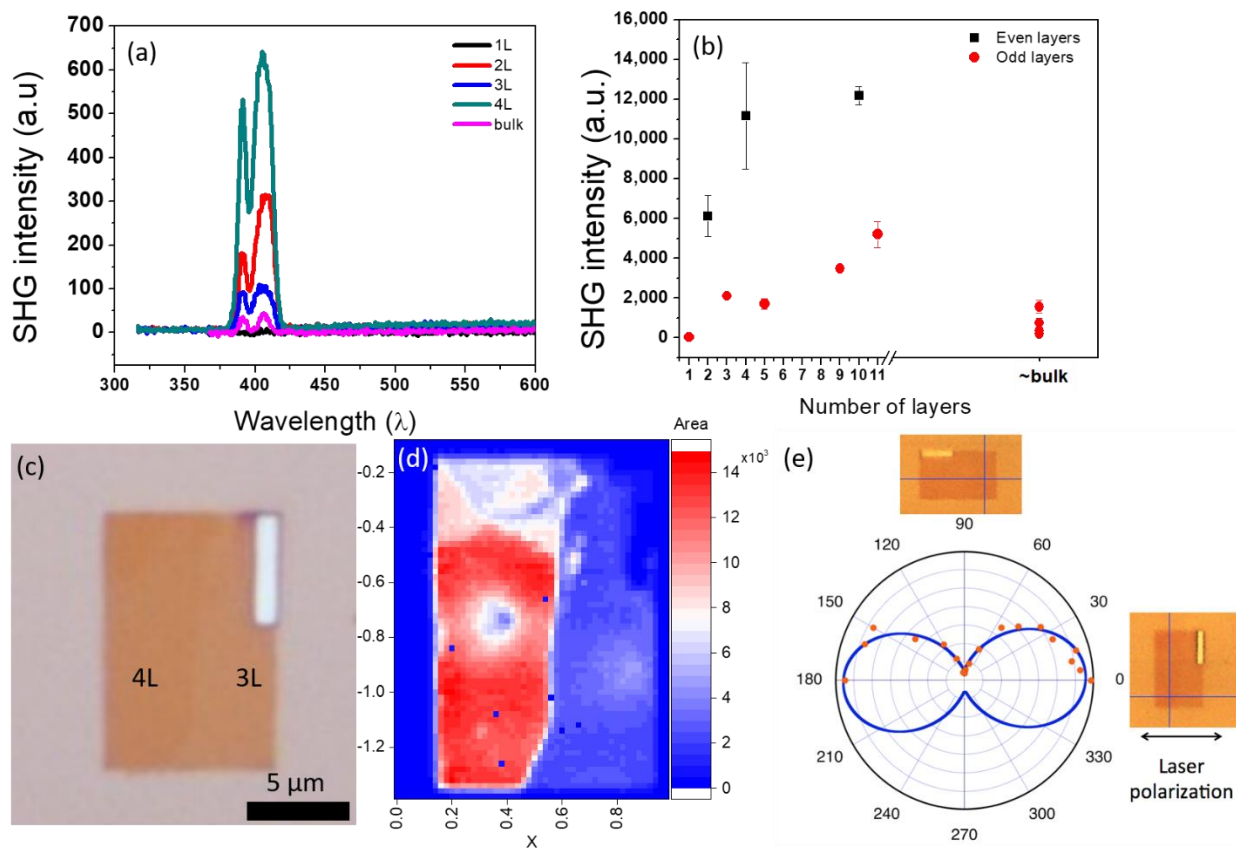 (a)
700
600
500
400
300
200
100
0
SHG intensity (a.u)
1L
2L
3L
4L
bulk
300
350
400
450
500
550
600
Wavelength (λ)
(b)
16,000
14,000
12,000
10,000
8,000
6,000
4,000
2,000
0
SHG intensity (a.u.)
Even layers
Odd layers
1 2 3 4 5 6 7 8 9 10 11
~bulk
Number of layers
(c)
4L
3L
5 μm
(d)
Area
×10³
14
12
10
8
6
4
2
0
-0.2
-0.4
-0.6
-0.8
-1.0
-1.2
0.0
0.2
0.4
0.6
0.8
X
(e)
90
120
60
150
30
180
0
210
330
240
300
270
Laser
polarization